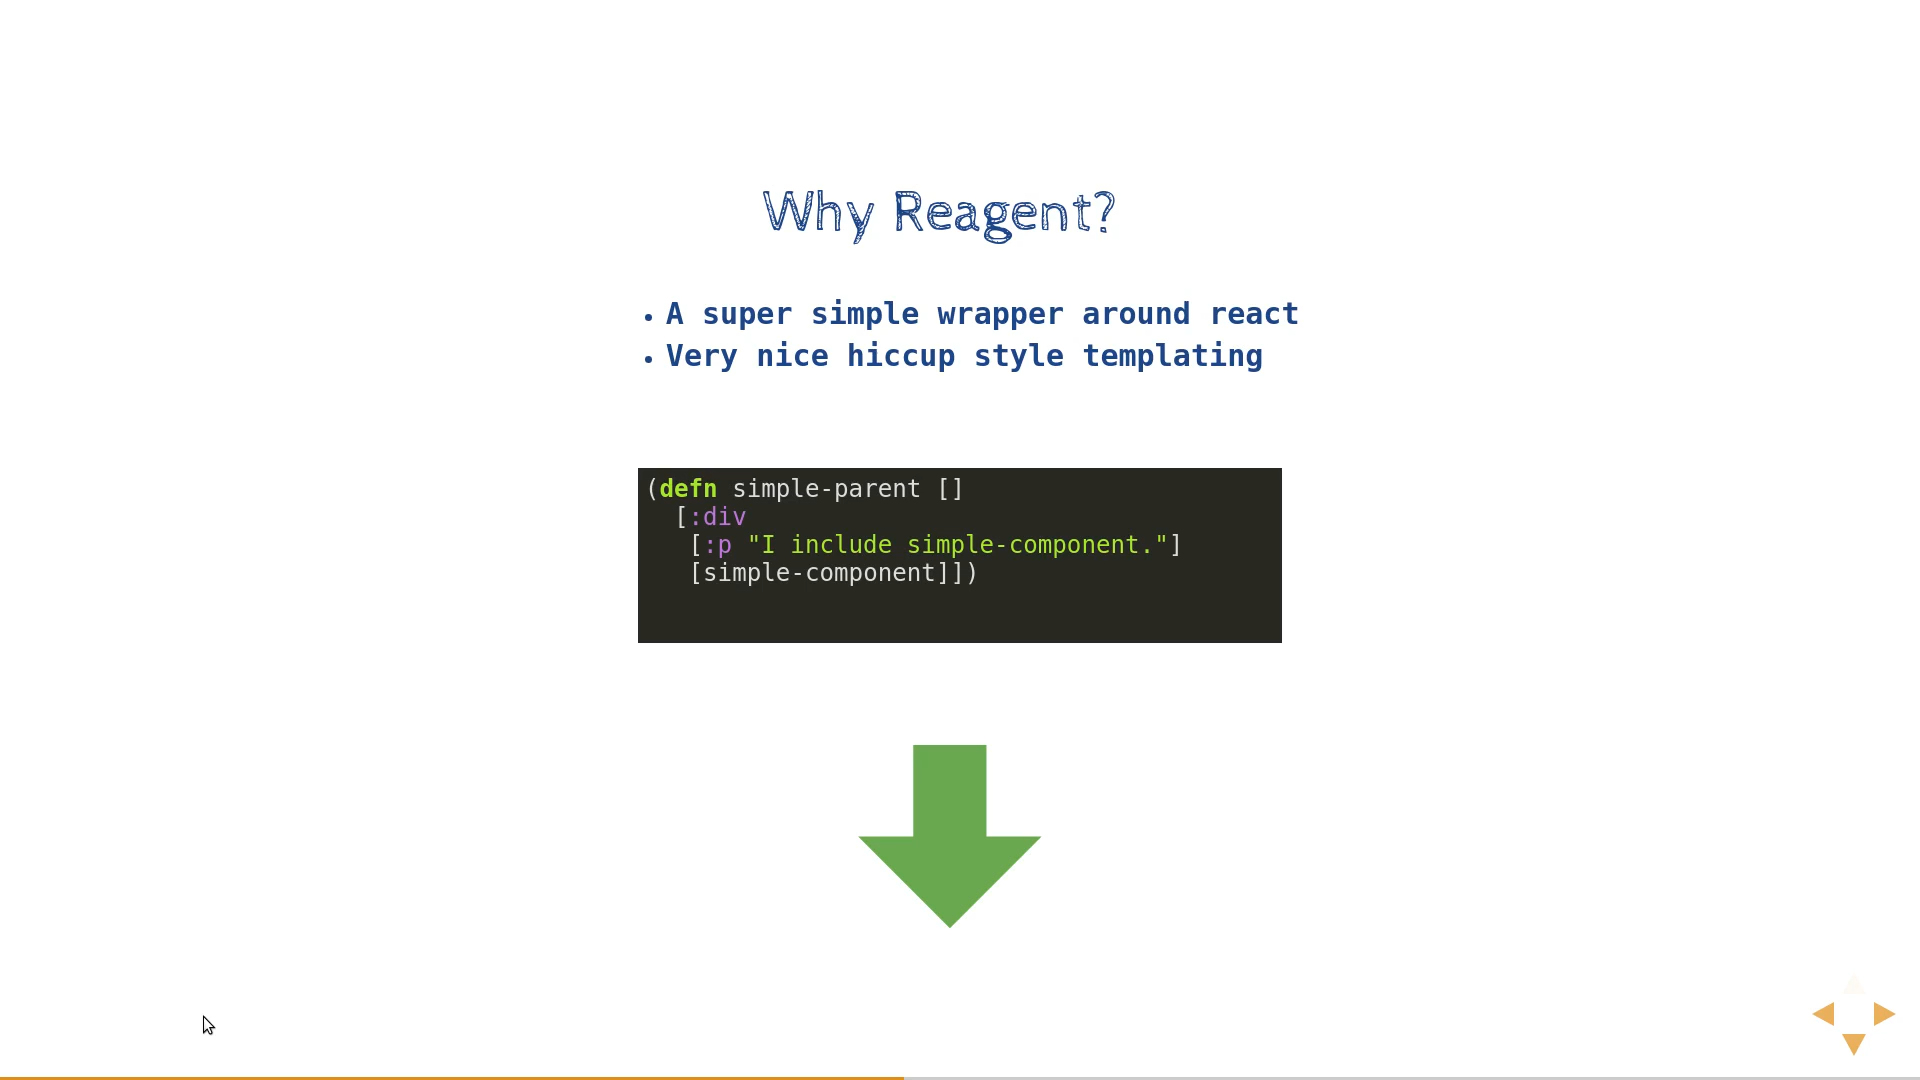 Why Reagent?
• A super simple wrapper around react
• Very nice hiccup style templating
(defn simple-parent []
  [:div
   [:p "I include simple-component."]
   [simple-component]])